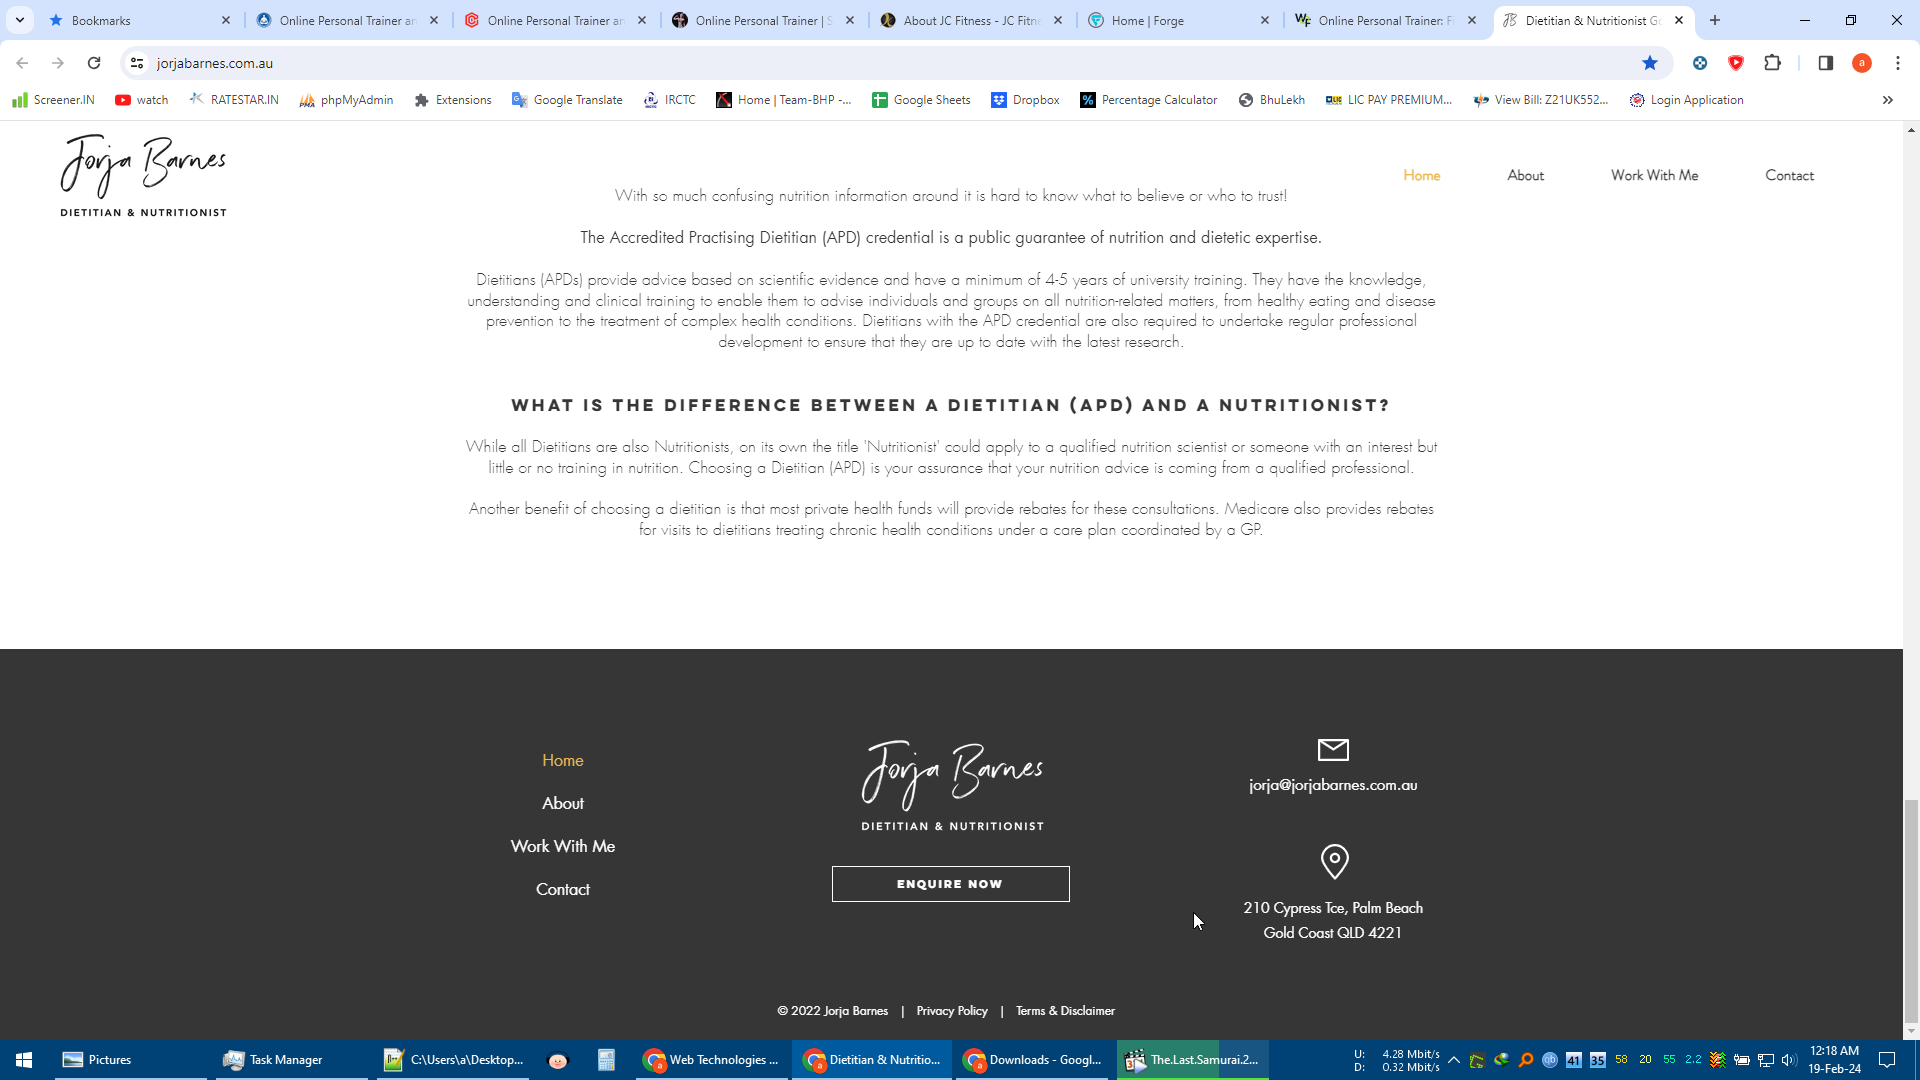 Bookmarks
Online Personal Trainer an
Online Personal Trainer an
Online Personal Trainer | S
About JC Fitness - JC Fitne
Home | Forge
Online Personal Trainer: Fi
Dietitian & Nutritionist Go
jorjabarnes.com.au
a
Screener.IN
watch
RATESTAR.IN
phpMyAdmin
Extensions
Google Translate
IRCTC
Home | Team-BHP -...
Google Sheets
Dropbox
Percentage Calculator
BhuLekh
LIC PAY PREMIUM...
View Bill: Z21UK552...
Login Application
Jorja Barnes
DIETITIAN & NUTRITIONIST
Home
About
Work With Me
Contact
With so much confusing nutrition information around it is hard to know what to believe or who to trust!
The Accredited Practising Dietitian (APD) credential is a public guarantee of nutrition and dietetic expertise.
Dietitians (APDs) provide advice based on scientific evidence and have a minimum of 4-5 years of university training. They have the knowledge,
understanding and clinical training to enable them to advise individuals and groups on all nutrition-related matters, from healthy eating and disease
prevention to the treatment of complex health conditions. Dietitians with the APD credential are also required to undertake regular professional
development to ensure that they are up to date with the latest research.
WHAT IS THE DIFFERENCE BETWEEN A DIETITIAN (APD) AND A NUTRITIONIST?
While all Dietitians are also Nutritionists, on its own the title 'Nutritionist' could apply to a qualified nutrition scientist or someone with an interest but
little or no training in nutrition. Choosing a Dietitian (APD) is your assurance that your nutrition advice is coming from a qualified professional.
Another benefit of choosing a dietitian is that most private health funds will provide rebates for these consultations. Medicare also provides rebates
for visits to dietitians treating chronic health conditions under a care plan coordinated by a GP.
Home
About
Work With Me
Contact
Jorja Barnes
DIETITIAN & NUTRITIONIST
ENQUIRE NOW
jorja@jorjabarnes.com.au
210 Cypress Tce, Palm Beach
Gold Coast QLD 4221
© 2022 Jorja Barnes | Privacy Policy | Terms & Disclaimer
Pictures
Task Manager
C:\Users\a\Desktop...
Web Technologies ...
Dietitian & Nutritio...
Downloads - Googl...
The.Last.Samurai.2...
U: 4.28 Mbit/s
D: 0.32 Mbit/s
41
35
58
20
55
2.2
12:18 AM
19-Feb-24